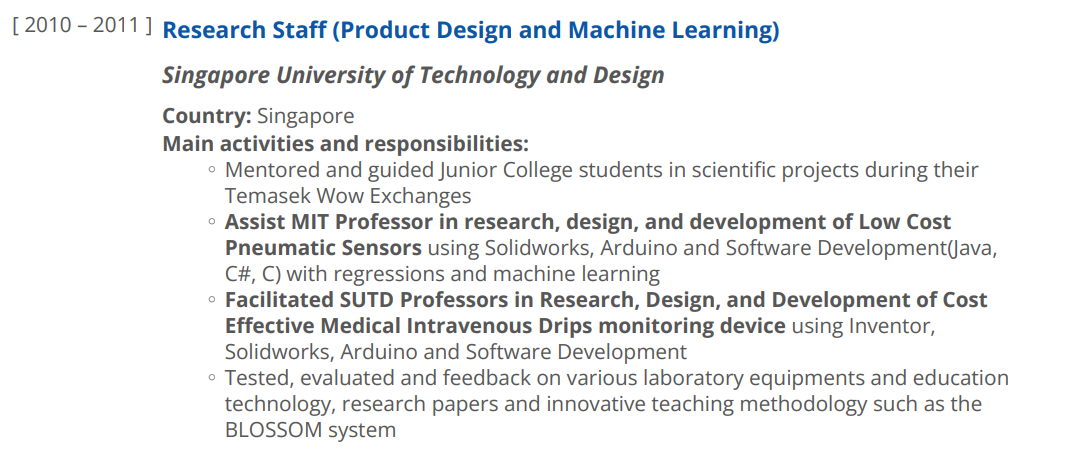 [ 2010 – 2011 ] Research Staff (Product Design and Machine Learning)
Singapore University of Technology and Design
Country: Singapore
Main activities and responsibilities:
◦ Mentored and guided Junior College students in scientific projects during their
Temasek Wow Exchanges
◦ Assist MIT Professor in research, design, and development of Low Cost
Pneumatic Sensors using Solidworks, Arduino and Software Development(Java,
C#, C) with regressions and machine learning
◦ Facilitated SUTD Professors in Research, Design, and Development of Cost
Effective Medical Intravenous Drips monitoring device using Inventor,
Solidworks, Arduino and Software Development
◦ Tested, evaluated and feedback on various laboratory equipments and education
technology, research papers and innovative teaching methodology such as the
BLOSSOM system